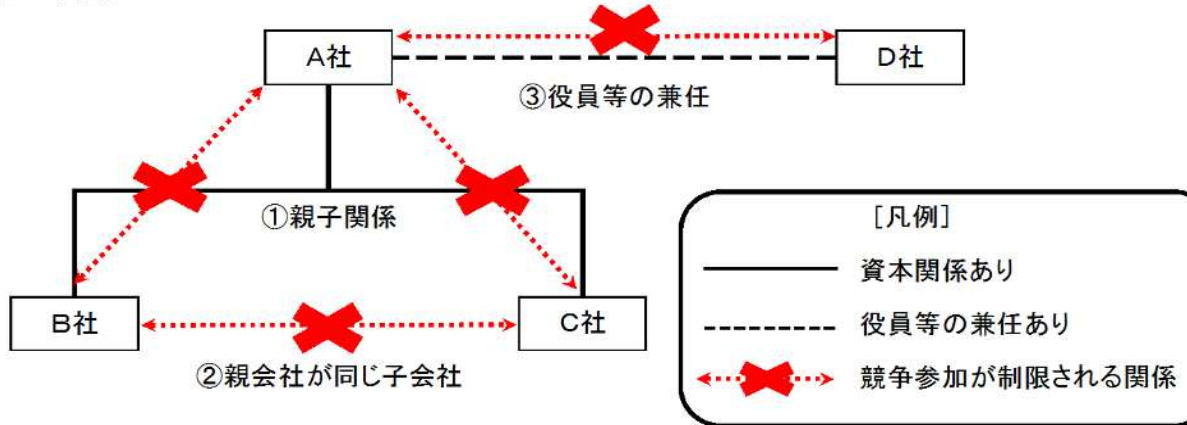 A社
D社
③役員等の兼任
①親子関係
B社
C社
②親会社が同じ子会社
[凡例]
資本関係あり
役員等の兼任あり
競争参加が制限される関係